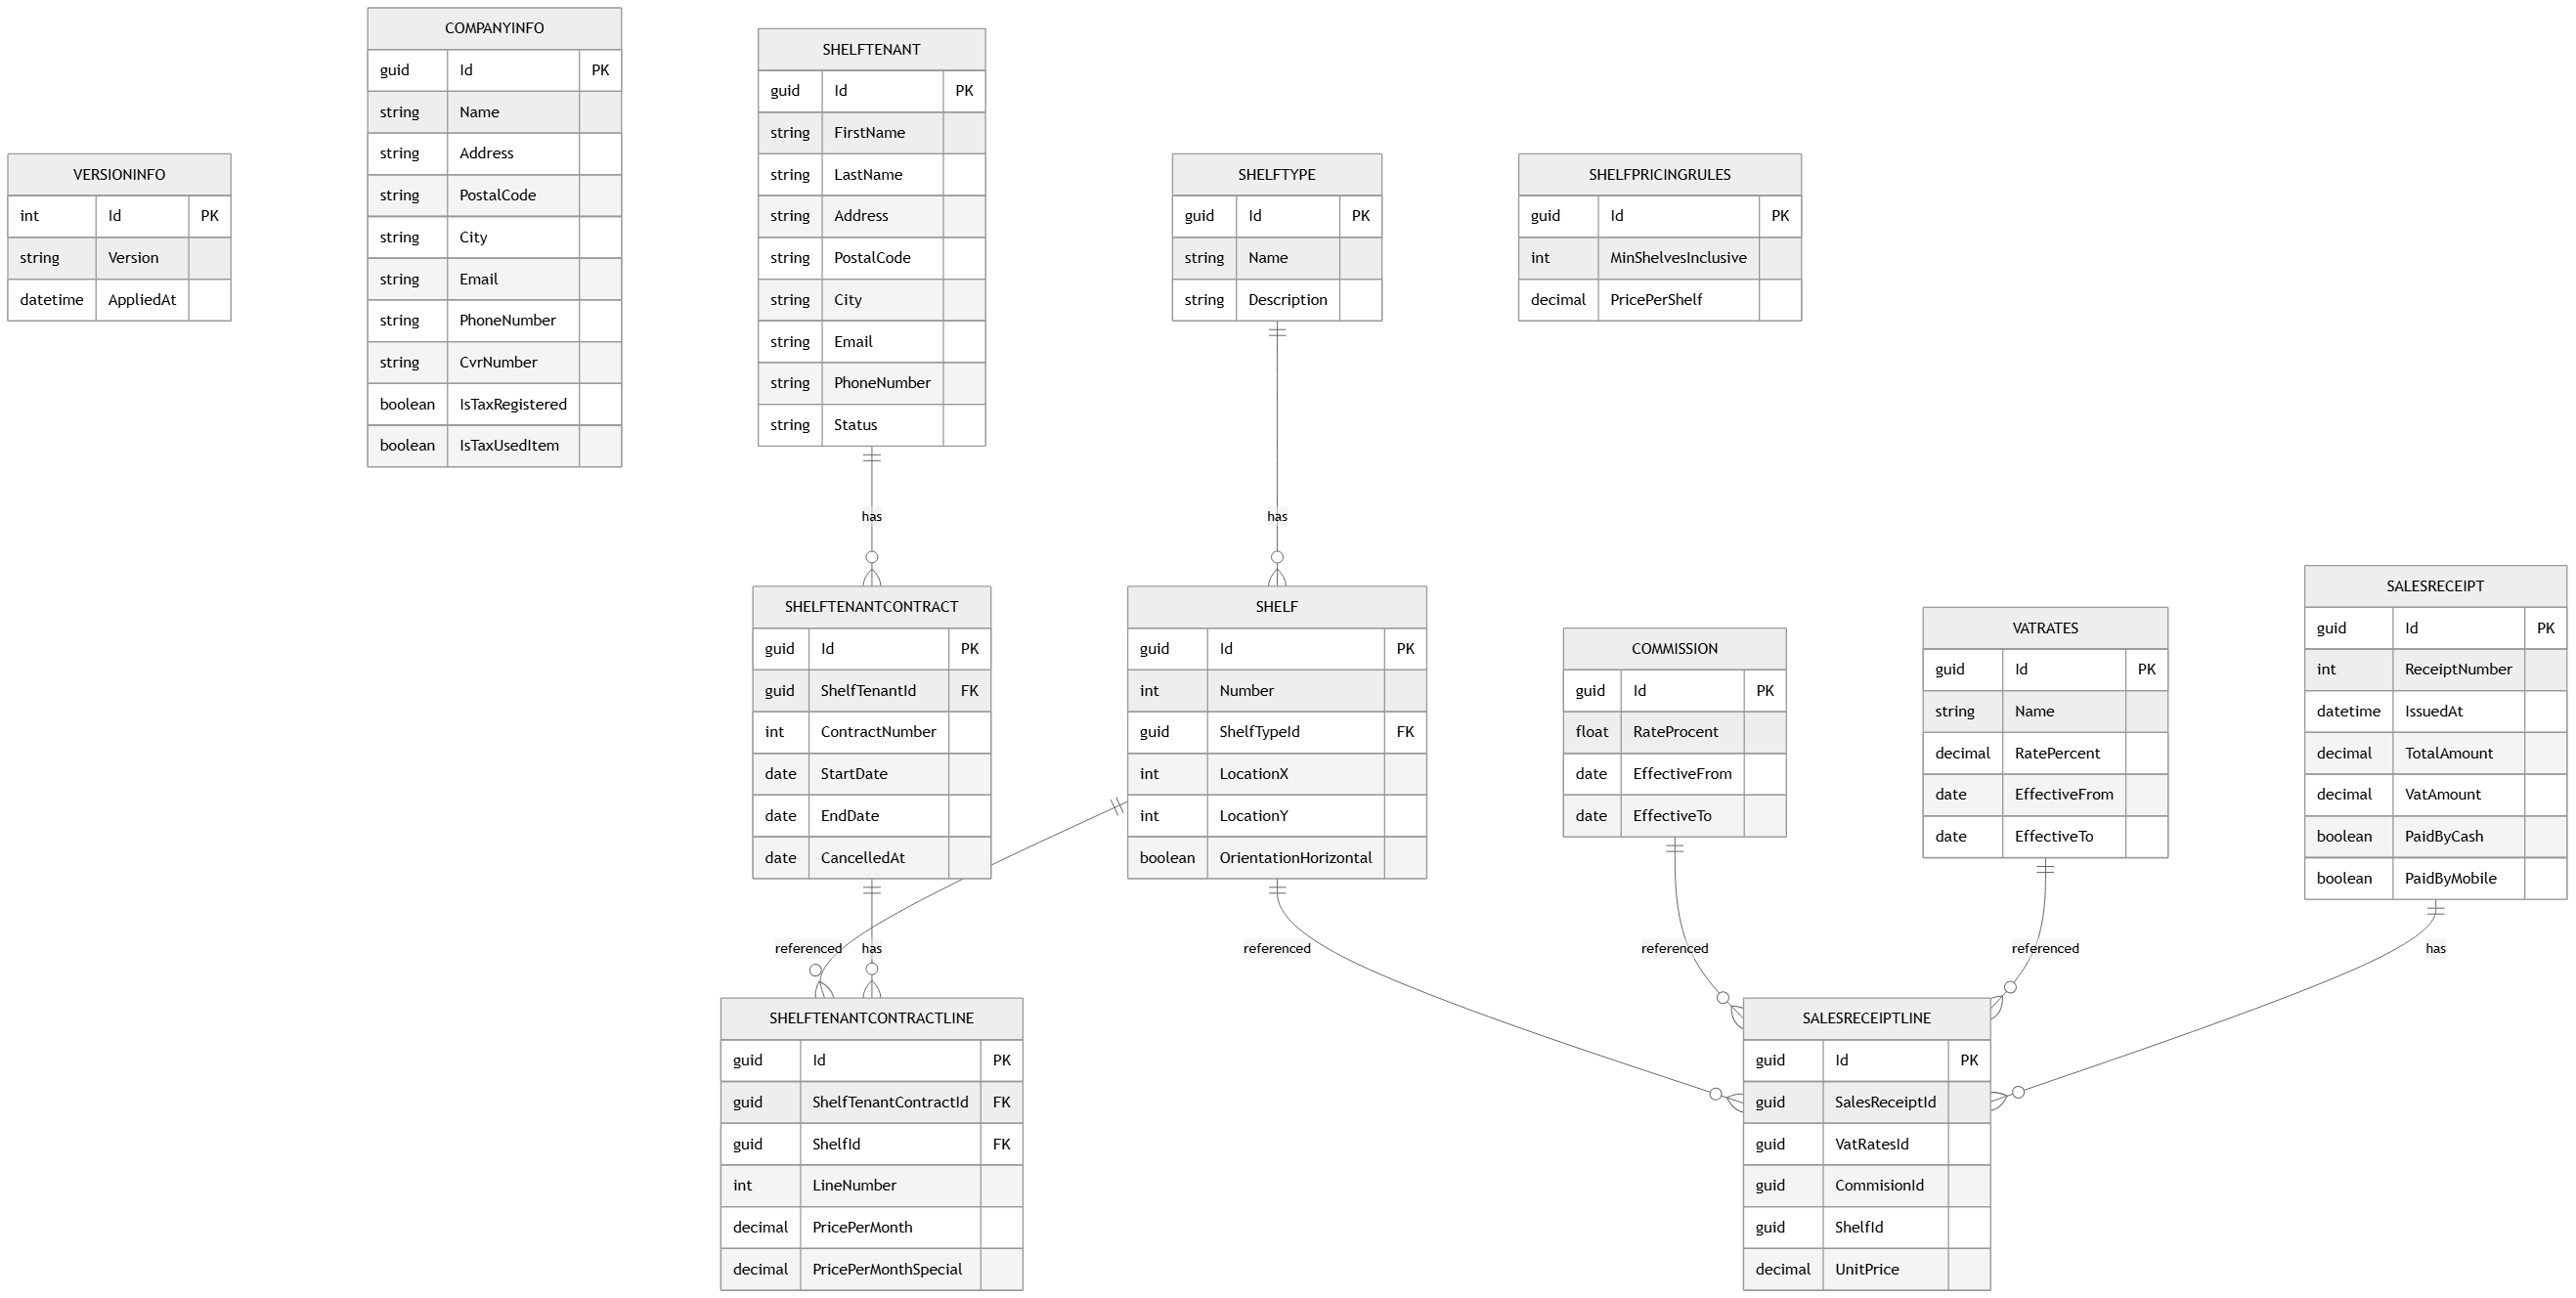 VERSIONINFO
int Id PK
string Version
datetime AppliedAt
COMPANYINFO
guid Id PK
string Name
string Address
string PostalCode
string City
string Email
string PhoneNumber
string CvrNumber
boolean IsTaxRegistered
boolean IsTaxUsedItem
SHELFTENANT
guid Id PK
string FirstName
string LastName
string Address
string PostalCode
string City
string Email
string PhoneNumber
string Status
SHELFTYPE
guid Id PK
string Name
string Description
SHELFPRICINGRULES
guid Id PK
int MinShelvesInclusive
decimal PricePerShelf
has
has
SHELFTENANTCONTRACT
guid Id PK
guid ShelfTenantId FK
int ContractNumber
date StartDate
date EndDate
date CancelledAt
SHELF
guid Id PK
int Number
guid ShelfTypeId FK
int LocationX
int LocationY
boolean OrientationHorizontal
COMMISSION
guid Id PK
float RateProcent
date EffectiveFrom
date EffectiveTo
VATRATES
guid Id PK
string Name
decimal RatePercent
date EffectiveFrom
date EffectiveTo
SALESRECEIPT
guid Id PK
int ReceiptNumber
datetime IssuedAt
decimal TotalAmount
decimal VatAmount
boolean PaidByCash
boolean PaidByMobile
referenced
has
referenced
referenced
referenced
has
SHELFTENANTCONTRACTLINE
guid Id PK
guid ShelfTenantContractId FK
guid ShelfId FK
int LineNumber
decimal PricePerMonth
decimal PricePerMonthSpecial
SALESRECEIPTLINE
guid Id PK
guid SalesReceiptId
guid VatRatesId
guid CommisionId
guid ShelfId
decimal UnitPrice